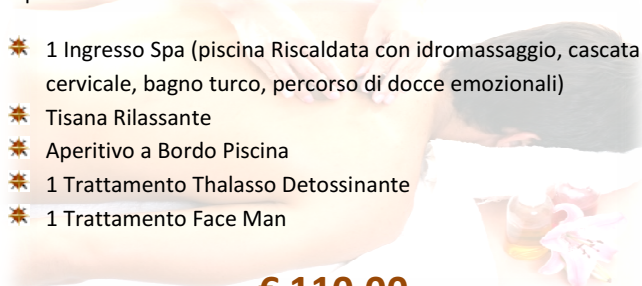 1 Ingresso Spa (piscina Riscaldata con idromassaggio, cascata
cervicale, bagno turco, percorso di docce emozionali)
Tisana Rilassante
Aperitivo a Bordo Piscina
1 Trattamento Thalasso Detossinante
1 Trattamento Face Man
€ 110,00